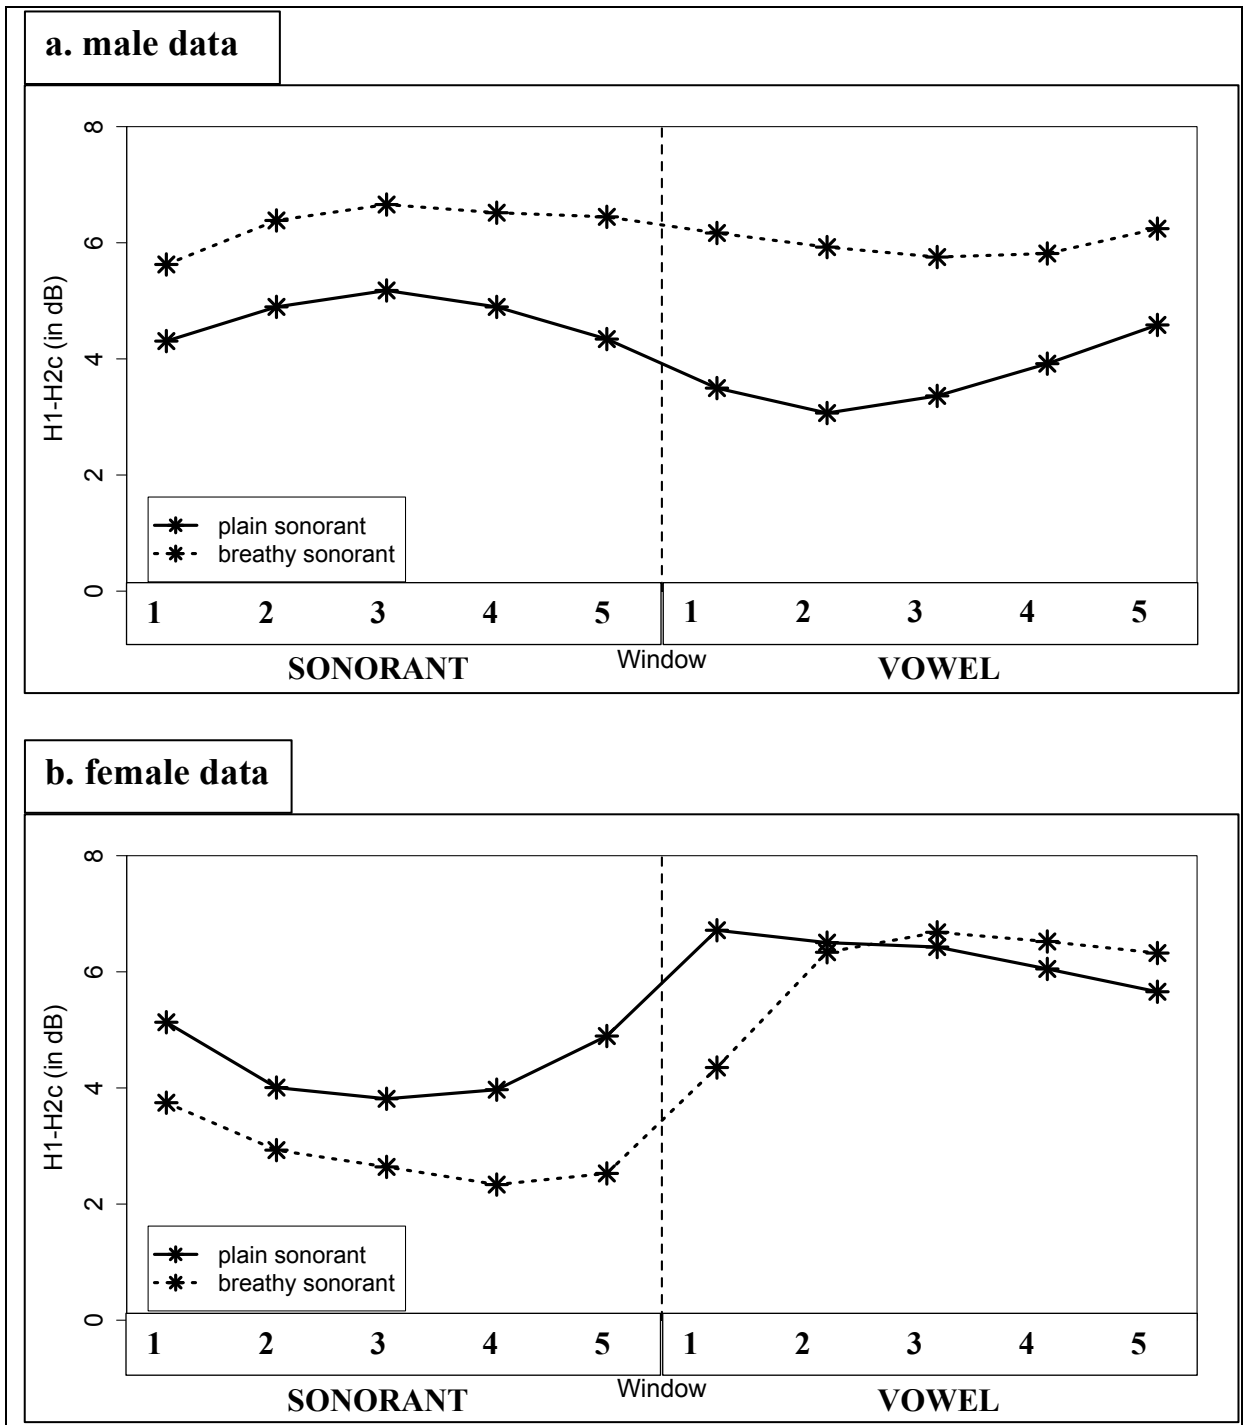 a. male data
8
6
4
2
0
H1-H2c (in dB)
plain sonorant
breathy sonorant
1 2 3 4 5 1 2 3 4 5
SONORANT Window VOWEL
b. female data
8
6
4
2
0
H1-H2c (in dB)
plain sonorant
breathy sonorant
1 2 3 4 5 1 2 3 4 5
SONORANT Window VOWEL